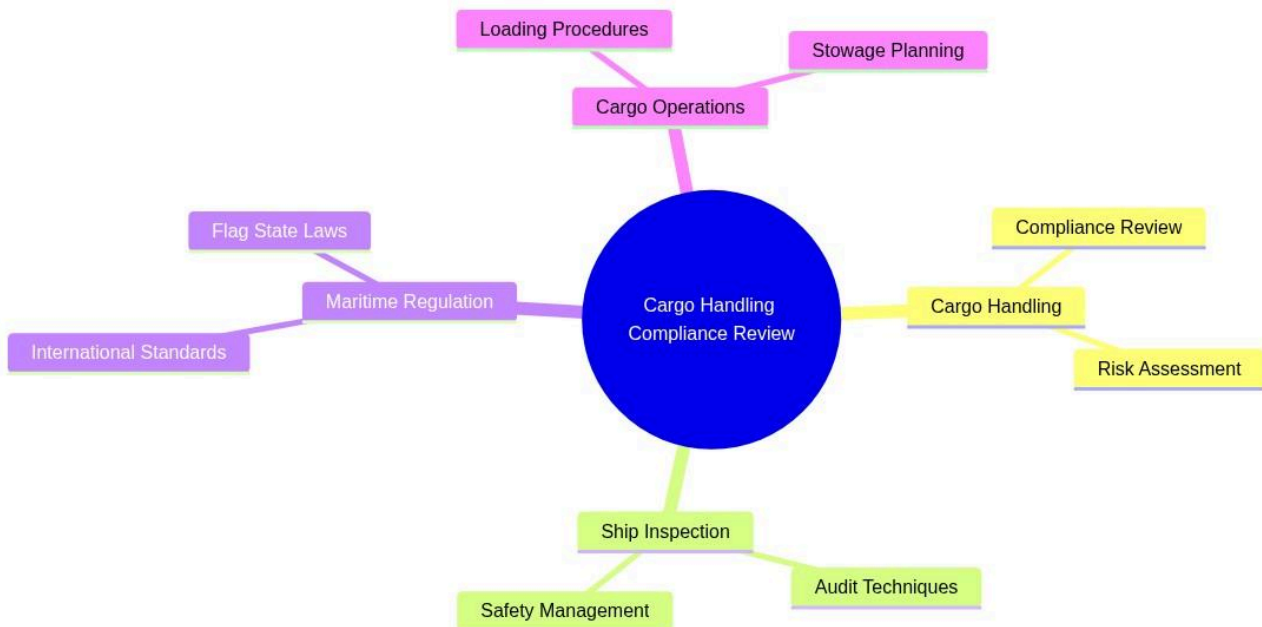 Loading Procedures
Stowage Planning
Cargo Operations
Flag State Laws
Compliance Review
Maritime Regulation
Cargo Handling
Compliance Review
Cargo Handling
International Standards
Risk Assessment
Ship Inspection
Audit Techniques
Safety Management